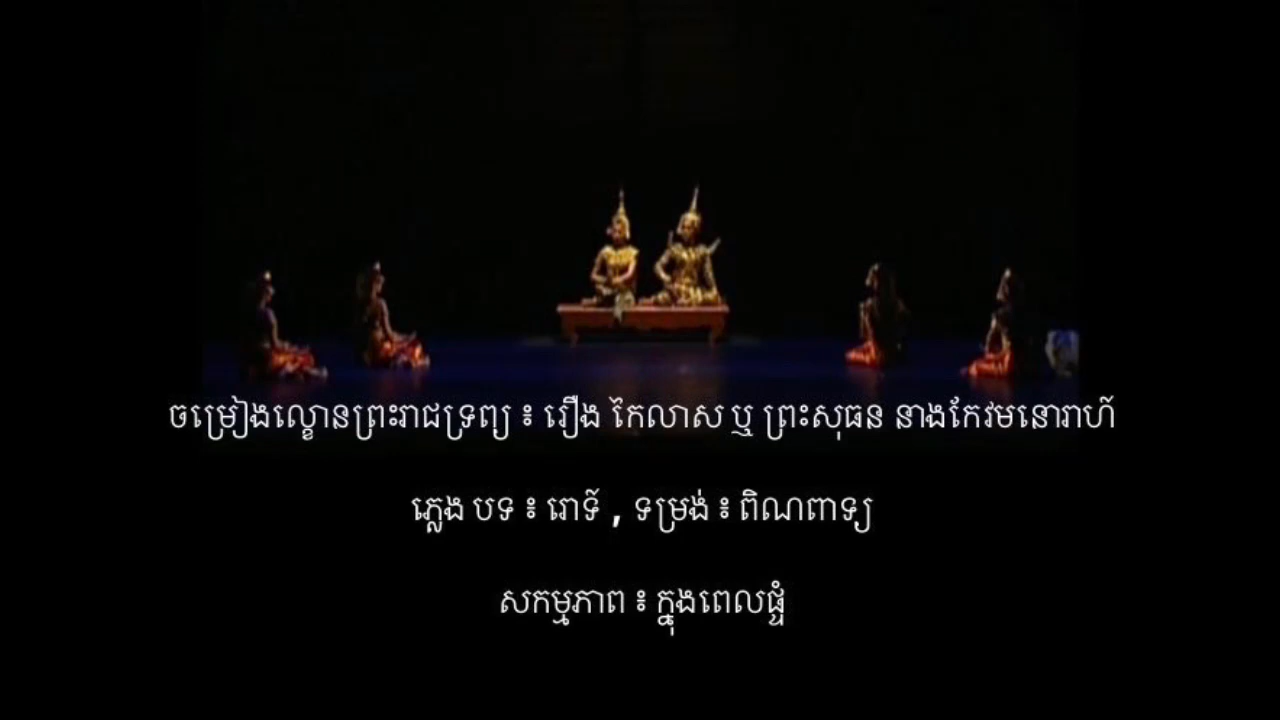 ចម្រៀងល្ខោនព្រះរាជទ្រព្យ ៖ រឿង កៃលាស ឬ ព្រះសុធន នាងកែវមនោរាហ៍
ភ្លេង បទ ៖ រោទ៍ , ទម្រង់ ៖ ពិណពាទ្យ
សកម្មភាព ៖ ក្នុងពេលផ្ទំ